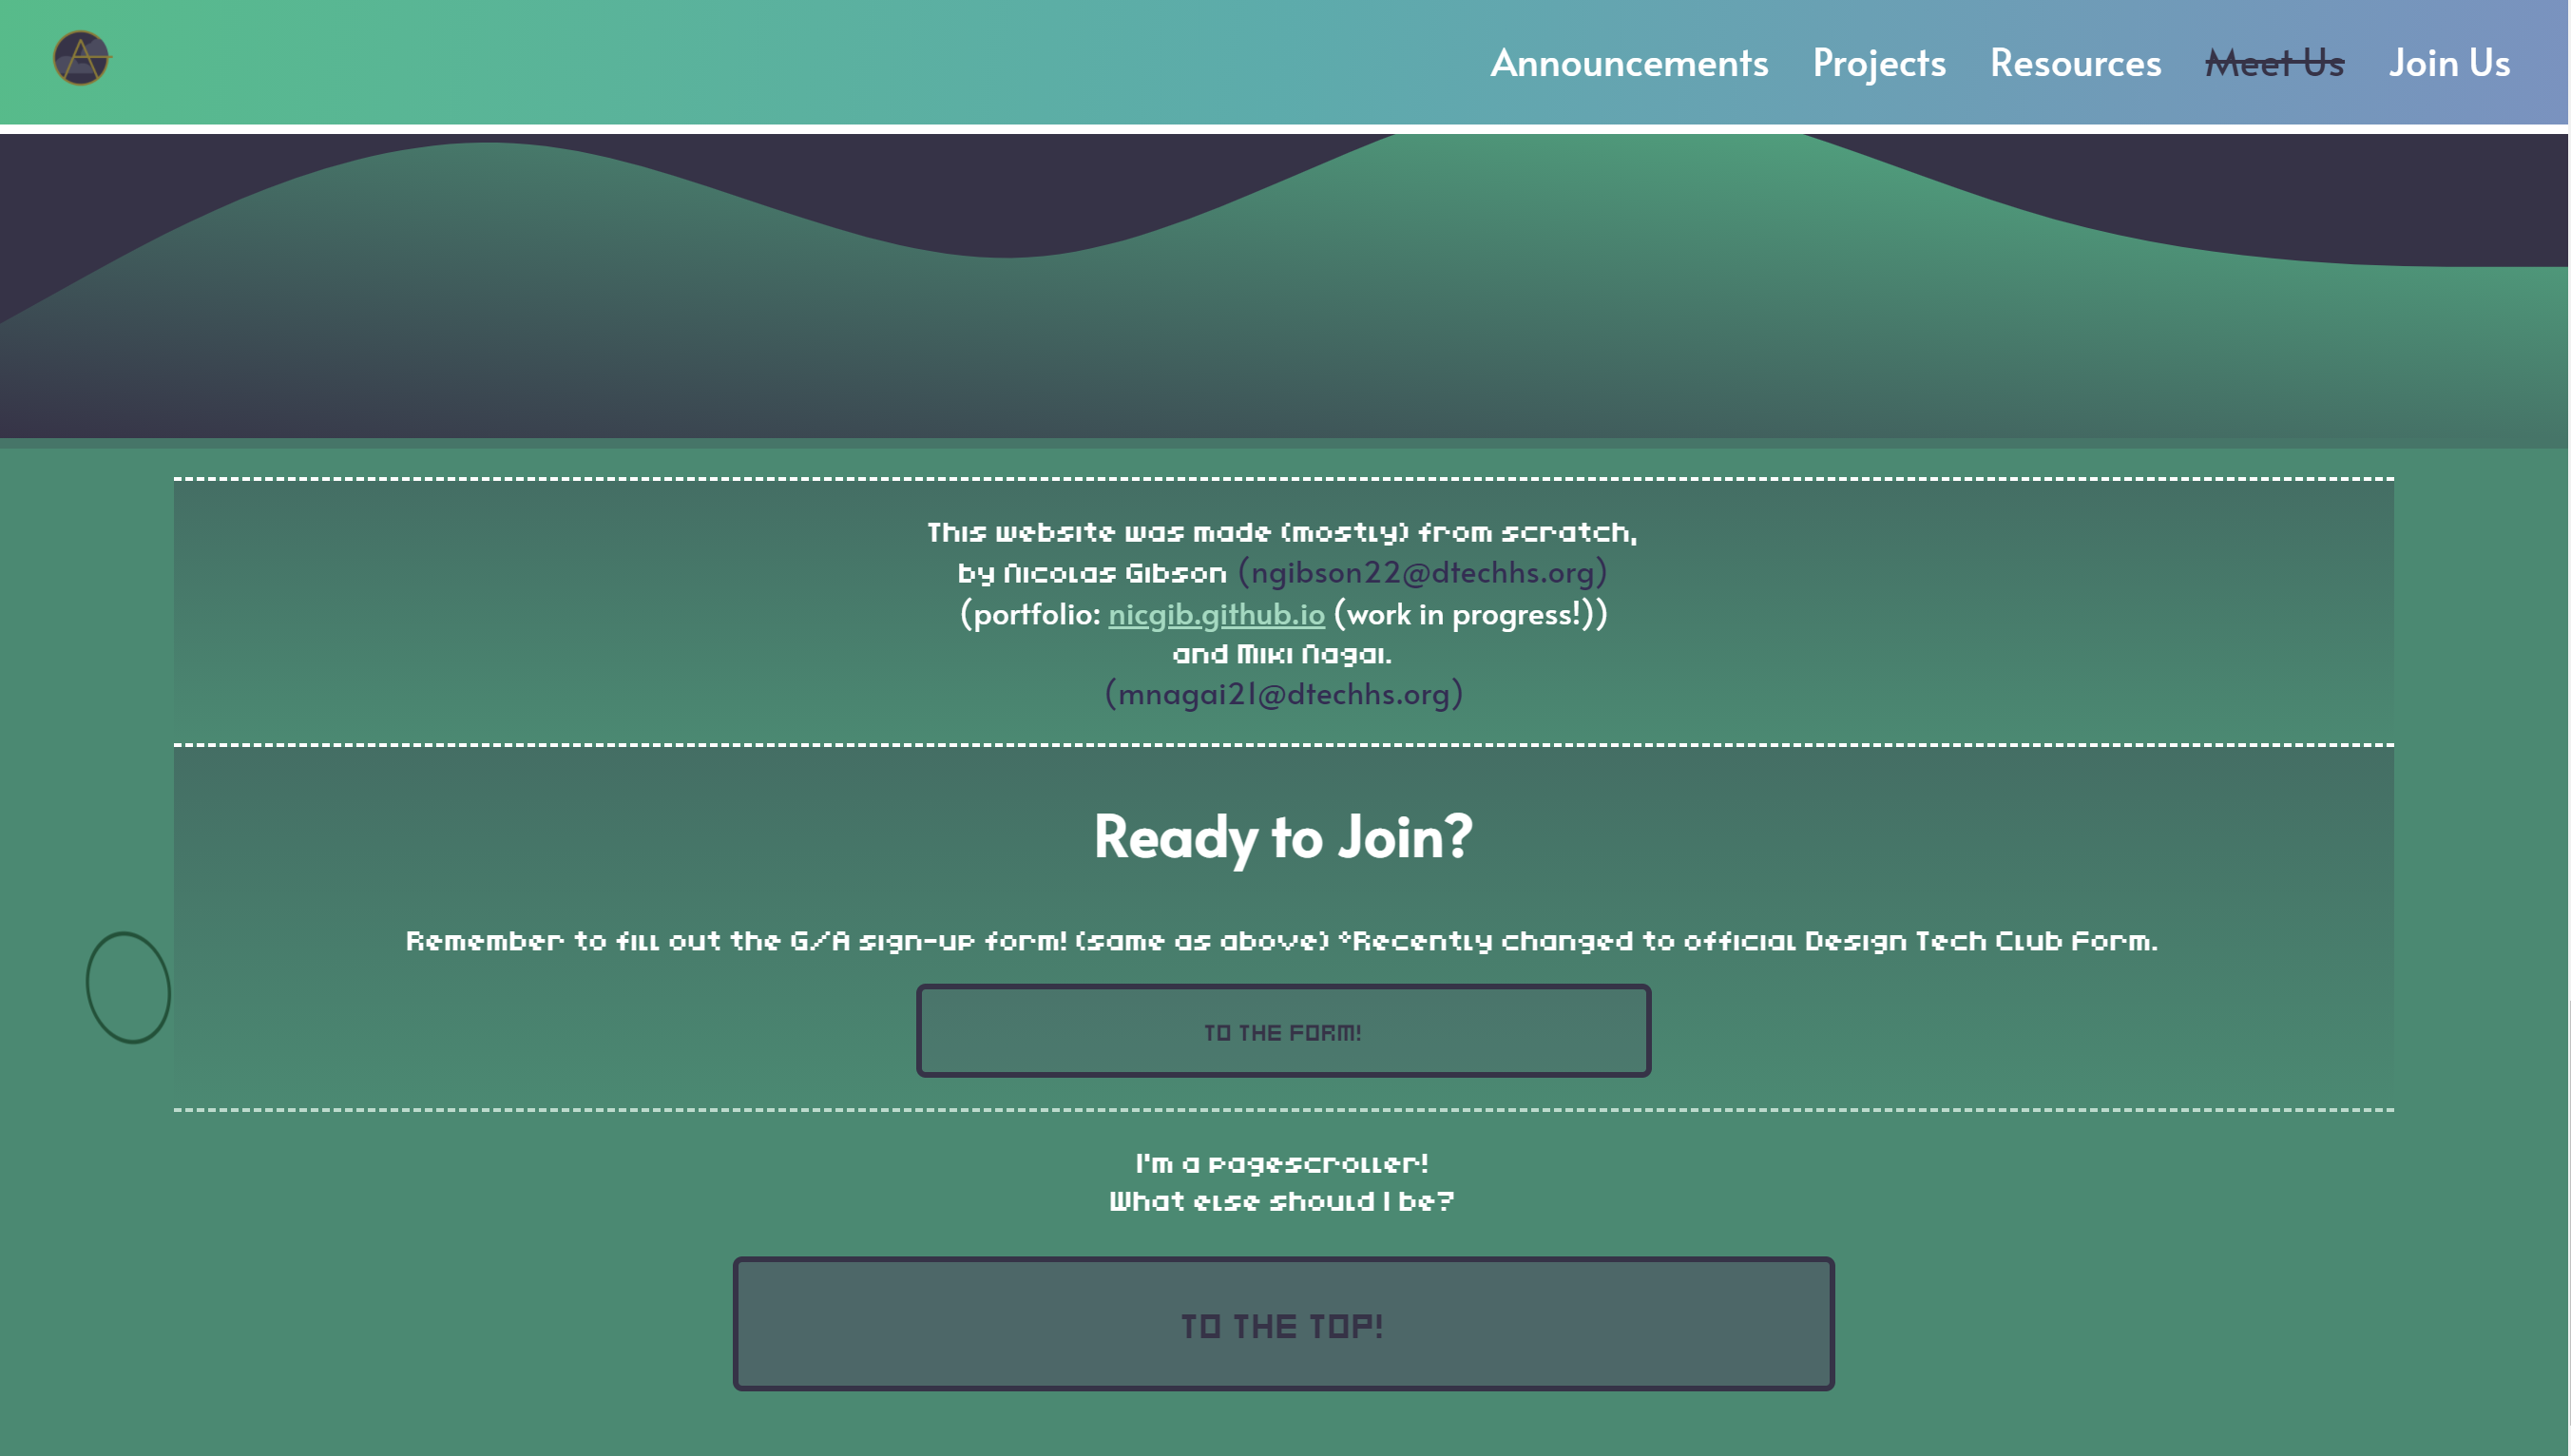 Announcements Projects Resources Meet Us Join Us
This website was made (mostly) from scratch,
by Nicolas Gibson (ngibson22@dtechhs.org)
(portfolio: nicgib.github.io (work in progress!))
and Miki Nagai.
(mnagai21@dtechhs.org)
Ready to Join?
Remember to fill out the G/A sign-up form! (same as above) °Recently changed to official Design Tech Club Form.
TO THE FORM!
I'm a pagescroller!
What else should I be?
TO THE TOP!